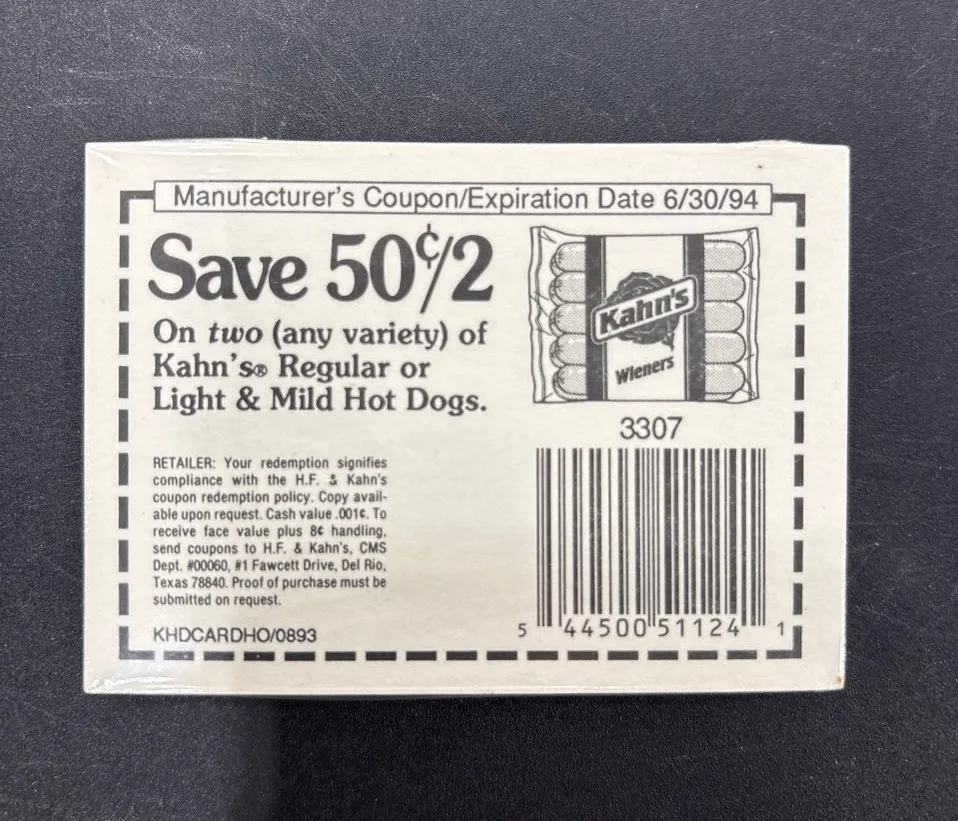 Manufacturer's Coupon/Expiration Date 6/30/94
Save 50¢/2
On two (any variety) of
Kahn's® Regular or
Light & Mild Hot Dogs.
Kahn's
Wieners
3307
RETAILER: Your redemption signifies
compliance with the H.F. & Kahn's
coupon redemption policy. Copy avail-
able upon request. Cash value .001¢. To
receive face value plus 8¢ handling,
send coupons to H.F. & Kahn's, CMS
Dept. #00060, #1 Fawcett Drive, Del Rio,
Texas 78840. Proof of purchase must be
submitted on request.
KHDCARDHO/0893
5 44500 51124 1